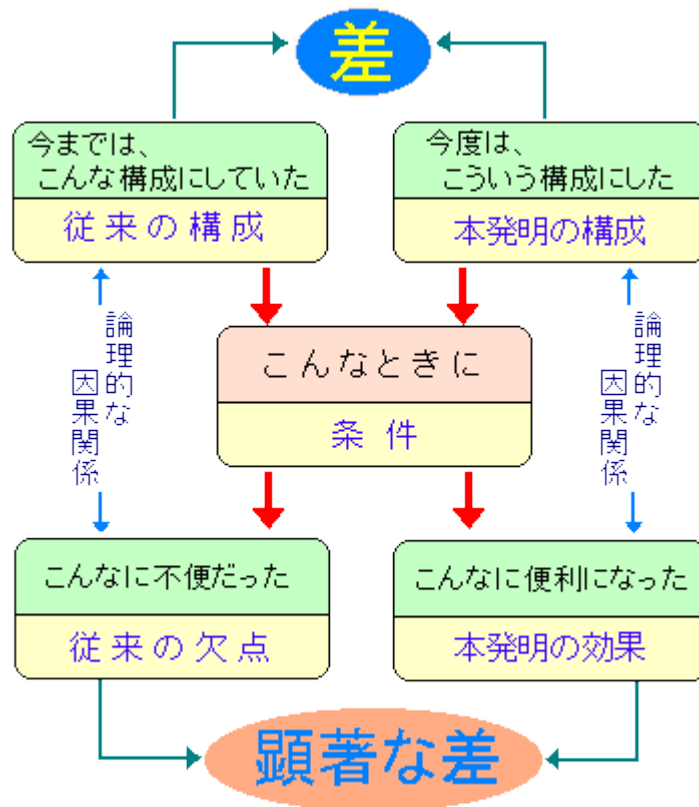 差
今までは、
こんな構成にしていた
従来の構成
今度は、
こういう構成にした
本発明の構成
論理的な
因果関係
こんなときに
条件
論理的な
因果関係
こんなに不便だった
従来の欠点
こんなに便利になった
本発明の効果
顕著な差